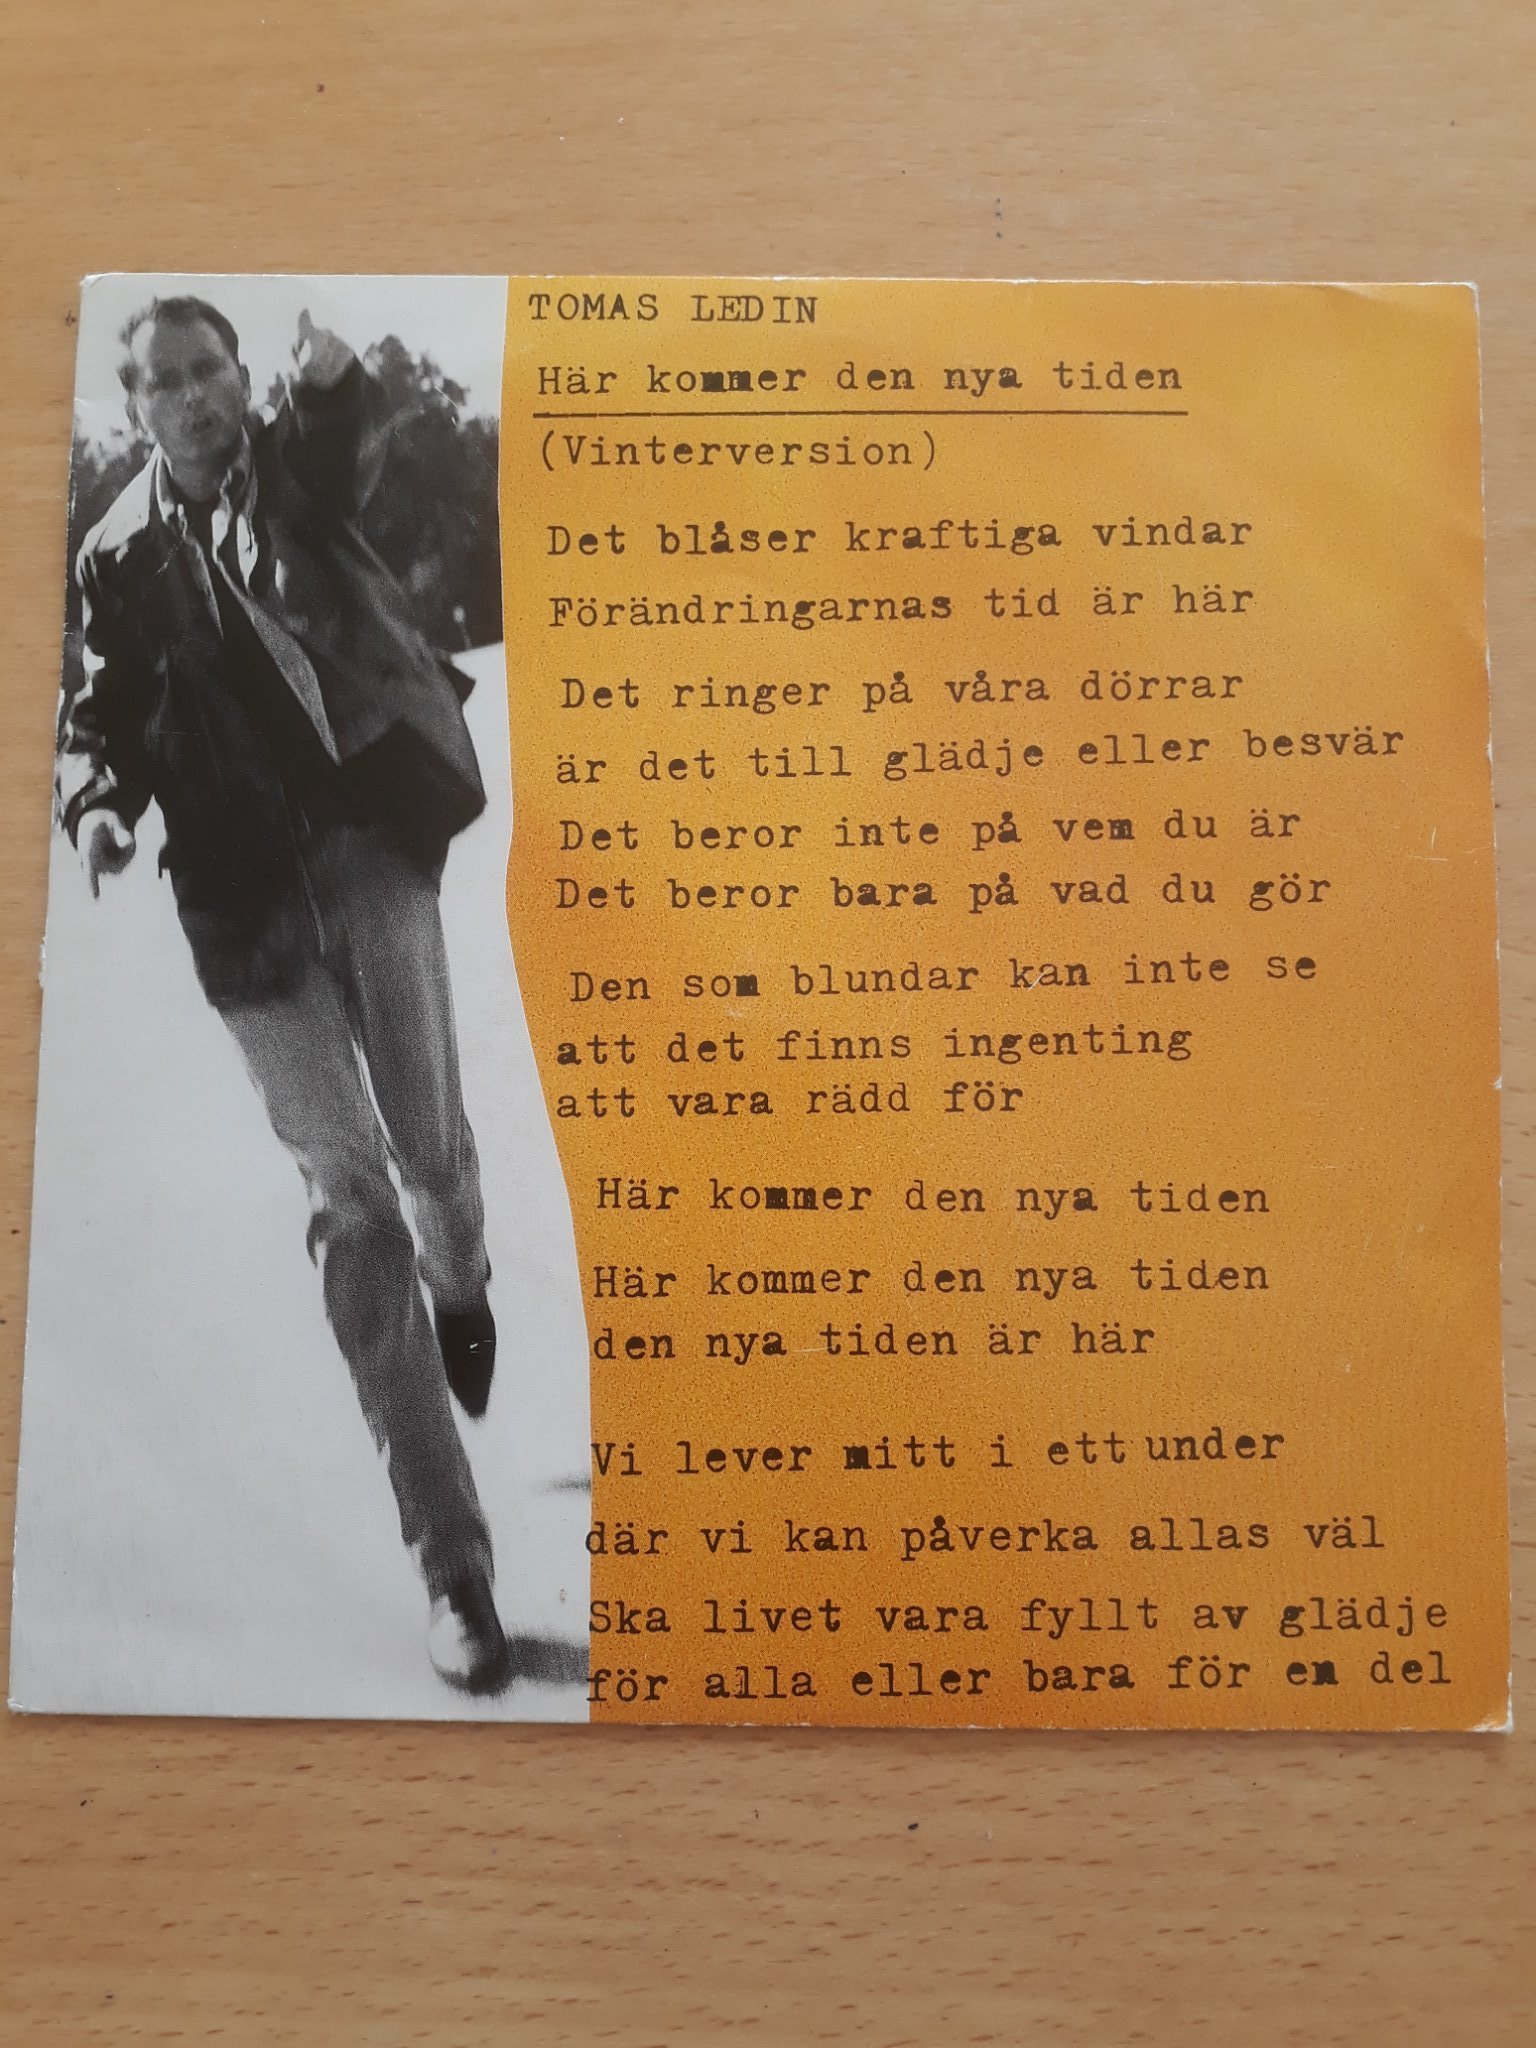 TOMAS LEDIN
Här kommer den nya tiden
(Vinterversion)
Det blåser kraftiga vindar
Förändringarnas tid är här
Det ringer på våra dörrar
är det till glädje eller besvär
Det beror inte på vem du är
Det beror bara på vad du gör
Den som blundar kan inte se
att det finns ingenting
att vara rädd för
Här kommer den nya tiden
Här kommer den nya tiden
den nya tiden är här
Vi lever mitt i ett under
där vi kan påverka allas väl
Ska livet vara fyllt av glädje
för alla eller bara för en del